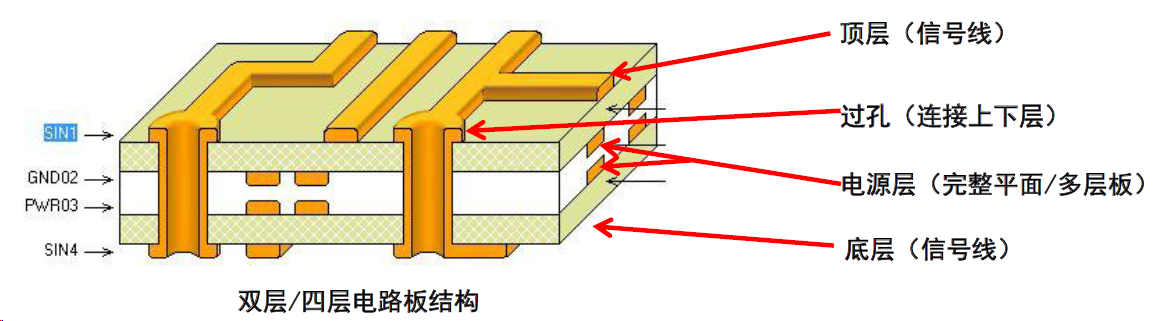 顶层（信号线）
过孔（连接上下层）
SIN1
GND02
电源层（完整平面/多层板）
PWR03
SIN4
底层（信号线）
双层/四层电路板结构